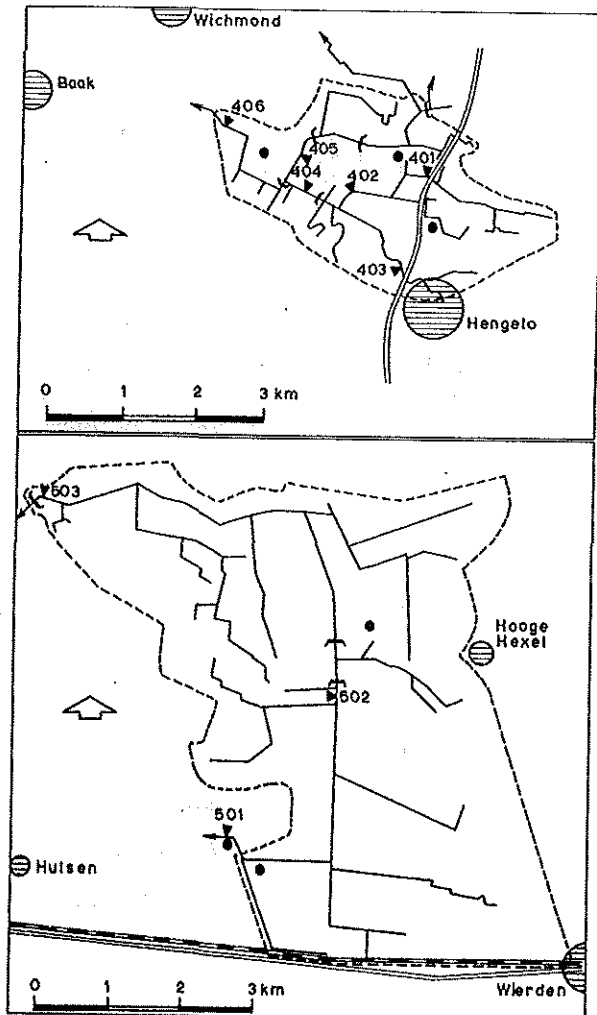 Wichmond
Baak
406
405
401
404
402
403
Hengelo
0 1 2 3 km
503
Hooge
Hexel
502
501
Hulsen
Wierden
0 1 2 3 km